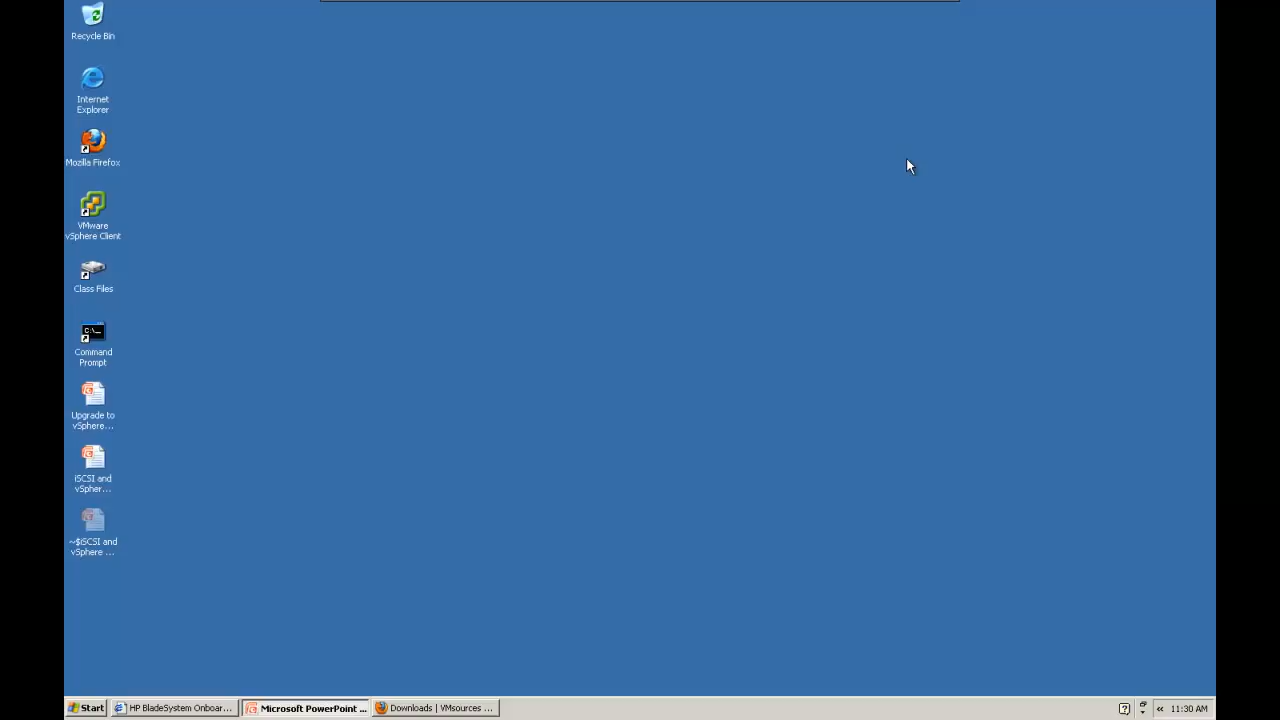 Recycle Bin
Internet
Explorer
Mozilla Firefox
VMware
vSphere Client
Class Files
C:\_
Command
Prompt
Upgrade to
vSphere...
iSCSI and
vSpher...
~$iSCSI and
vSphere ...
Start
HP BladeSystem Onboar...
Microsoft PowerPoint ...
Downloads | VMsources ...
?
«
11:30 AM